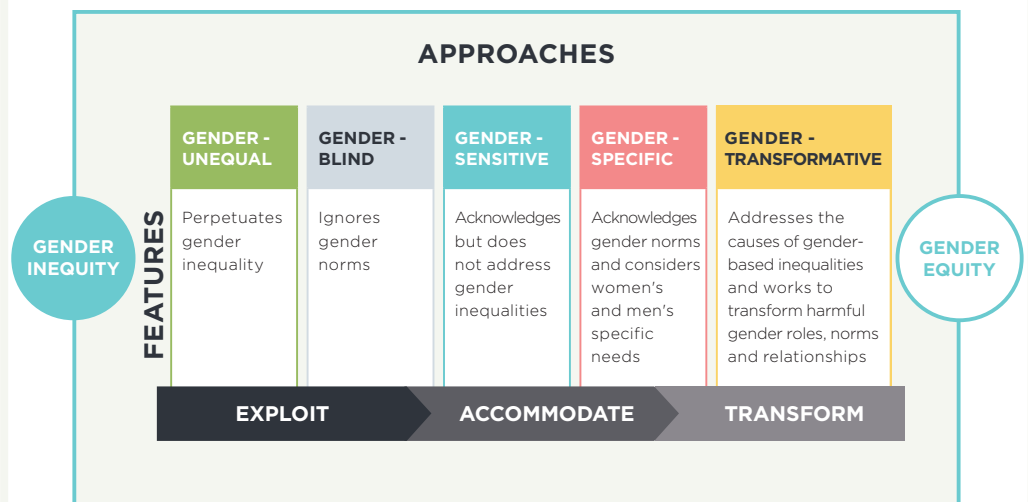 APPROACHES
GENDER -
UNEQUAL
GENDER -
BLIND
GENDER -
SENSITIVE
GENDER -
SPECIFIC
GENDER -
TRANSFORMATIVE
GENDER
INEQUITY
FEATURES
Perpetuates
gender
inequality
Ignores
gender
norms
Acknowledges
but does
not address
gender
inequalities
Acknowledges
gender norms
and considers
women's
and men's
specific
needs
Addresses the
causes of gender-
based inequalities
and works to
transform harmful
gender roles, norms
and relationships
GENDER
EQUITY
EXPLOIT
ACCOMMODATE
TRANSFORM